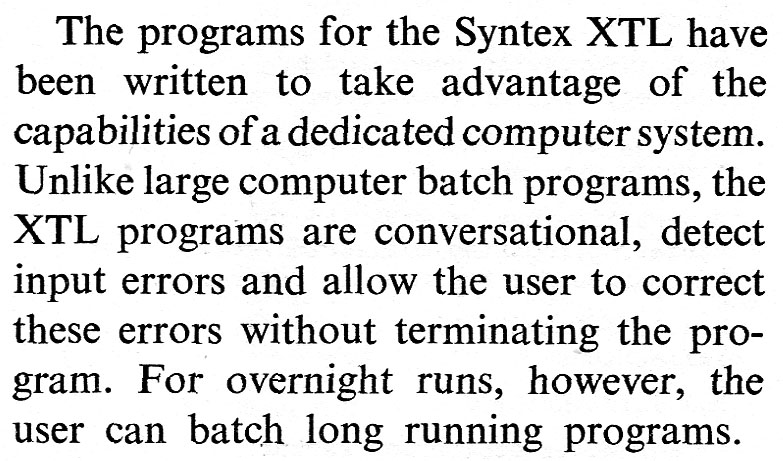 The programs for the Syntex XTL have
been written to take advantage of the
capabilities of a dedicated computer system.
Unlike large computer batch programs, the
XTL programs are conversational, detect
input errors and allow the user to correct
these errors without terminating the pro-
gram. For overnight runs, however, the
user can batch long running programs.